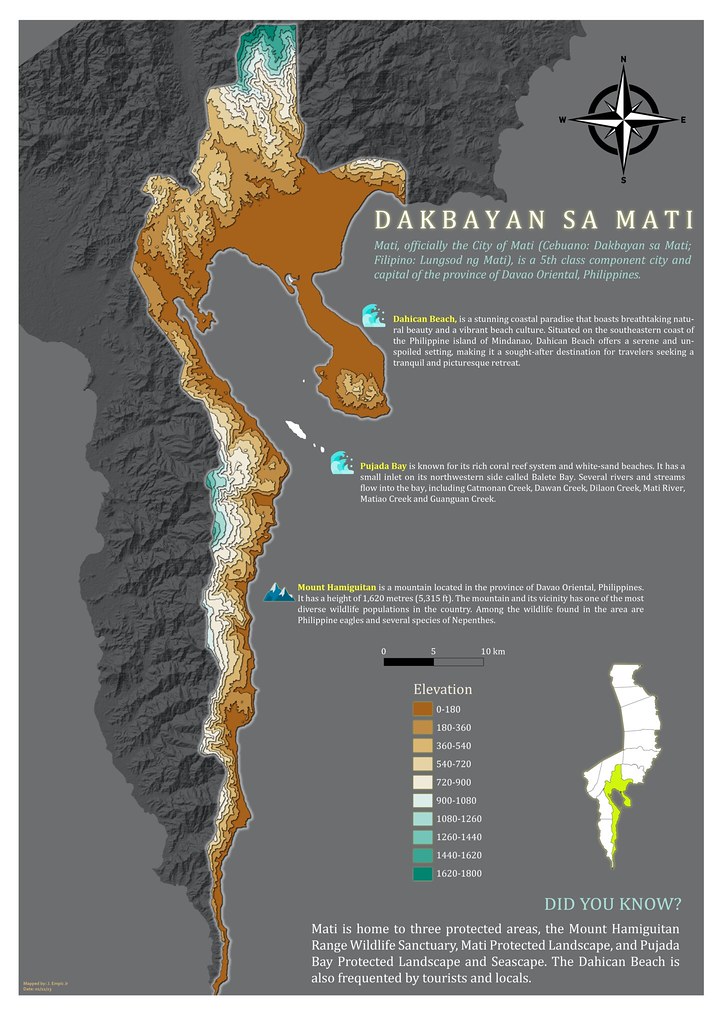 N
W E
S
DAKBAYAN SA MATI
Mati, officially the City of Mati (Cebuano: Dakbayan sa Mati;
Filipino: Lungsod ng Mati), is a 5th class component city and
capital of the province of Davao Oriental, Philippines.
Dahican Beach, is a stunning coastal paradise that boasts breathtaking natu-
ral beauty and a vibrant beach culture. Situated on the southeastern coast of
the Philippine island of Mindanao, Dahican Beach offers a serene and un-
spoiled setting, making it a sought-after destination for travelers seeking a
tranquil and picturesque retreat.
Pujada Bay is known for its rich coral reef system and white-sand beaches. It has a
small inlet on its northwestern side called Balete Bay. Several rivers and streams
flow into the bay, including Catmonan Creek, Dawan Creek, Dilaon Creek, Mati River,
Matiao Creek and Guanguan Creek.
Mount Hamiguitan is a mountain located in the province of Davao Oriental, Philippines.
It has a height of 1,620 metres (5,315 ft). The mountain and its vicinity has one of the most
diverse wildlife populations in the country. Among the wildlife found in the area are
Philippine eagles and several species of Nepenthes.
0 5 10 km
Elevation
0-180
180-360
360-540
540-720
720-900
900-1080
1080-1260
1260-1440
1440-1620
1620-1800
DID YOU KNOW?
Mati is home to three protected areas, the Mount Hamiguitan
Range Wildlife Sanctuary, Mati Protected Landscape, and Pujada
Bay Protected Landscape and Seascape. The Dahican Beach is
also frequented by tourists and locals.
Mapped by: J.
Date: